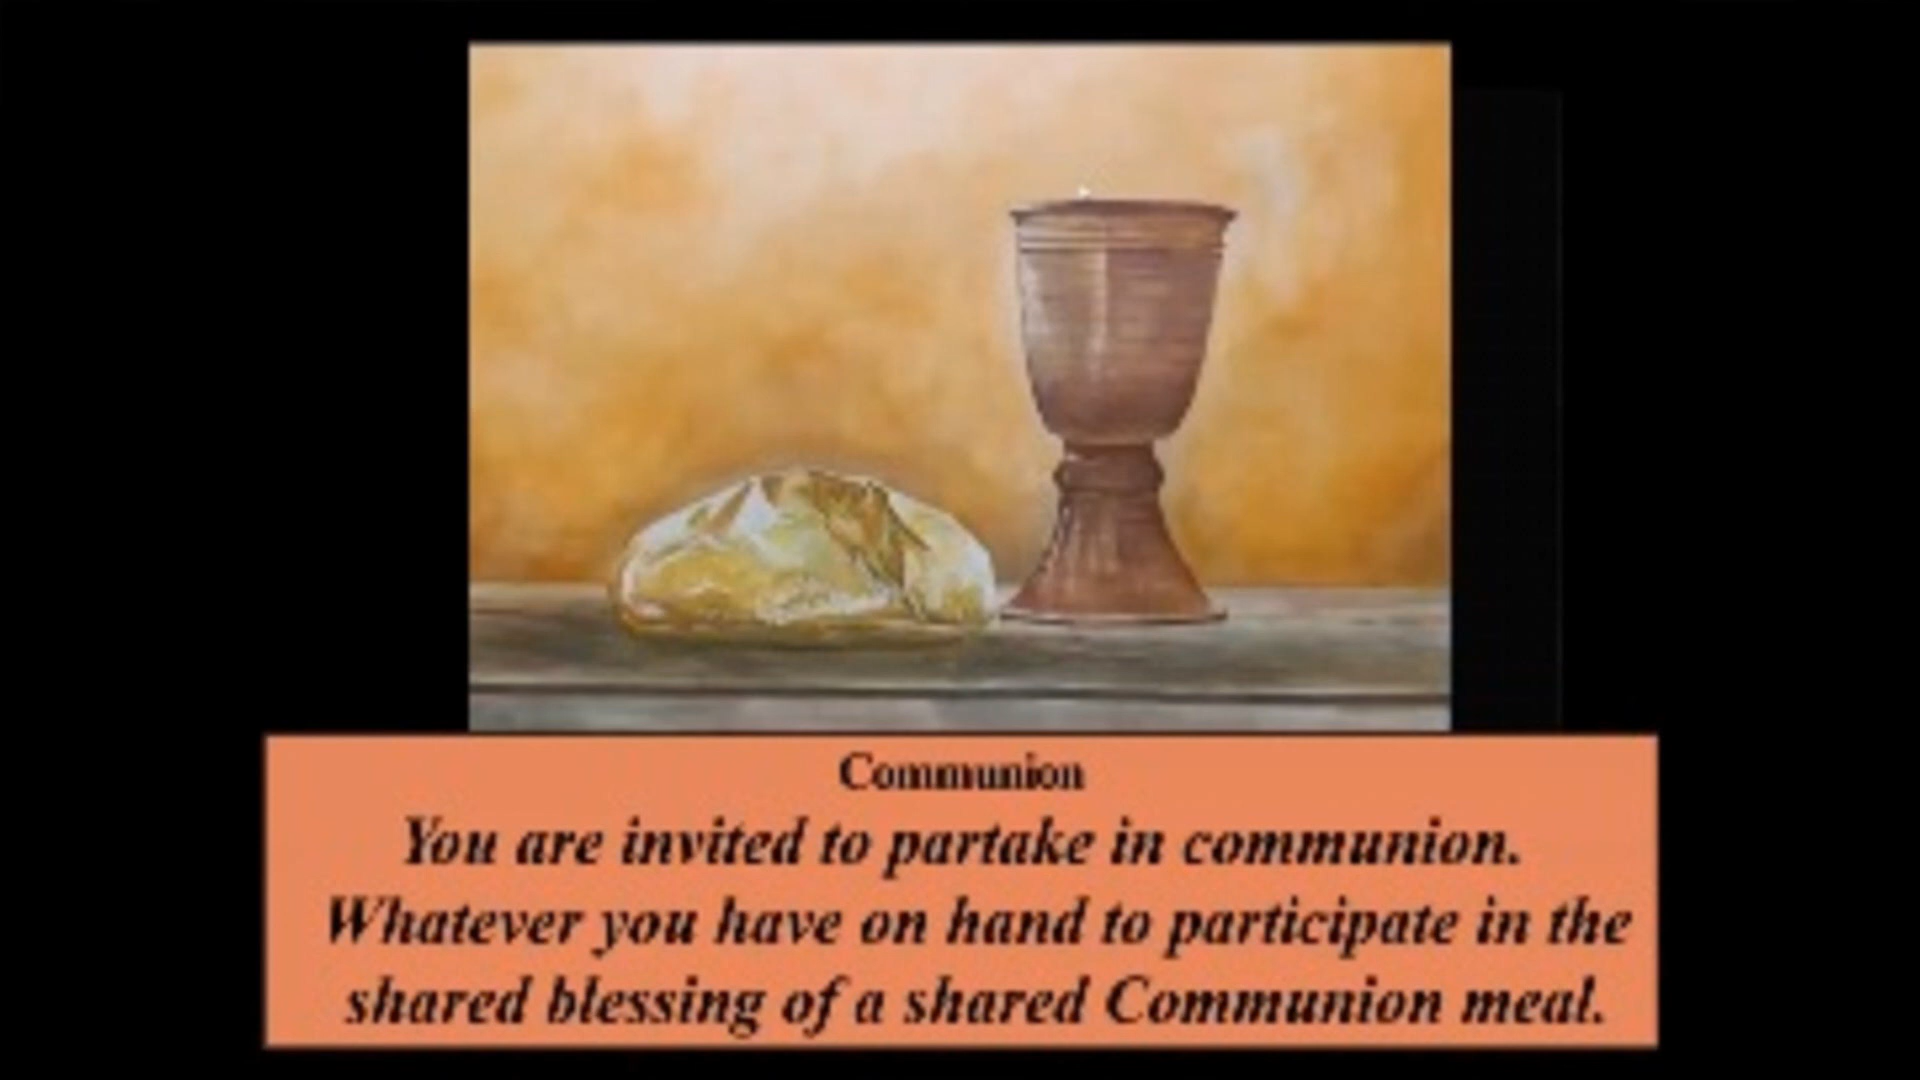 Communion
You are invited to partake in communion.
Whatever you have on hand to participate in the
shared blessing of a shared Communion meal.